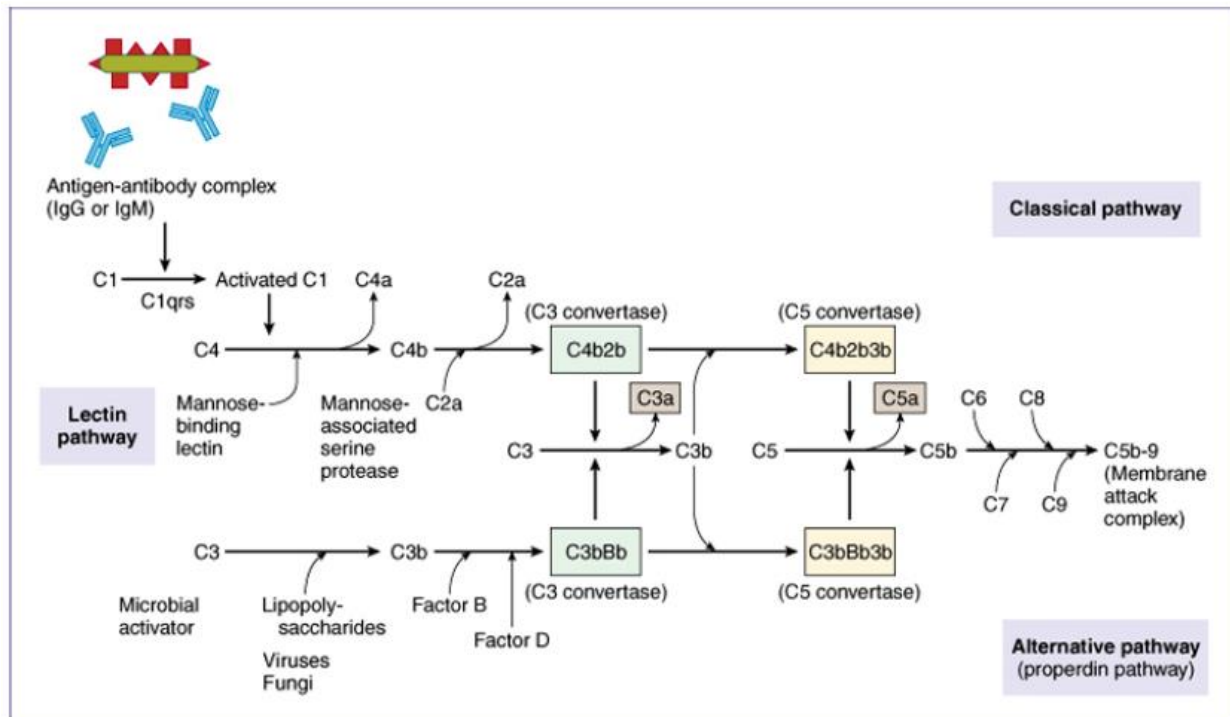 Antigen-antibody complex
(IgG or IgM)
Classical pathway
C1
C1qrs
Activated C1
C4a
C2a
(C3 convertase)
(C5 convertase)
C4
C4b
C4b2b
C4b2b3b
Lectin
pathway
Mannose-
binding
lectin
Mannose-
associated
serine
protease
C2a
C3a
C5a
C6
C8
C3
C3b
C5
C5b
C5b-9
(Membrane
attack
complex)
C7
C9
C3
C3b
C3bBb
C3bBb3b
(C3 convertase)
(C5 convertase)
Microbial
activator
Lipopoly-
saccharides
Viruses
Fungi
Factor B
Factor D
Alternative pathway
(properdin pathway)